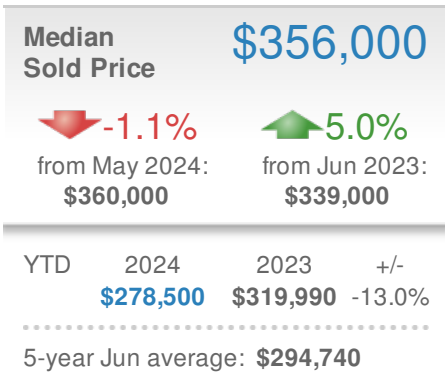 Median
Sold Price
$356,000
-1.1%
from May 2024:
$360,000
5.0%
from Jun 2023:
$339,000
YTD 2024 2023 +/-
$278,500 $319,990 -13.0%
5-year Jun average: $294,740